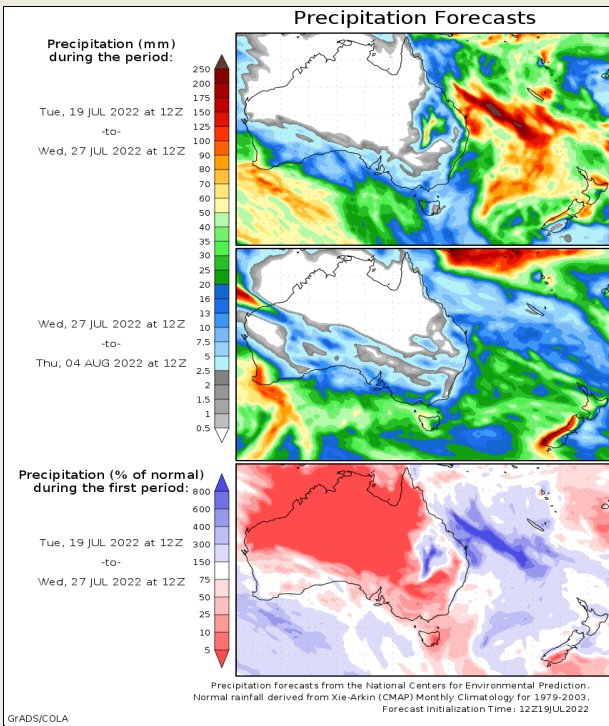 Precipitation Forecasts
Precipitation (mm)
during the period:
Tue, 19 JUL 2022 at 12Z
-to-
Wed, 27 JUL 2022 at 12Z
250
200
175
150
125
100
90
80
70
60
50
40
35
30
25
20
16
13
10
7.5
5
2.5
2
1.5
1
0.5
Wed, 27 JUL 2022 at 12Z
-to-
Thu, 04 AUG 2022 at 12Z
Precipitation (% of normal)
during the first period:
Tue, 19 JUL 2022 at 12Z
-to-
Wed, 27 JUL 2022 at 12Z
800
600
400
300
150
75
50
25
10
5
Precipitation forecasts from the National Centers for Environmental Prediction.
Normal rainfall derived from Xie-Arkin (CMAP) Monthly Climatology for 1979-2003.
Forecast Initialization Time: 12Z19JUL2022
GrADS/COLA